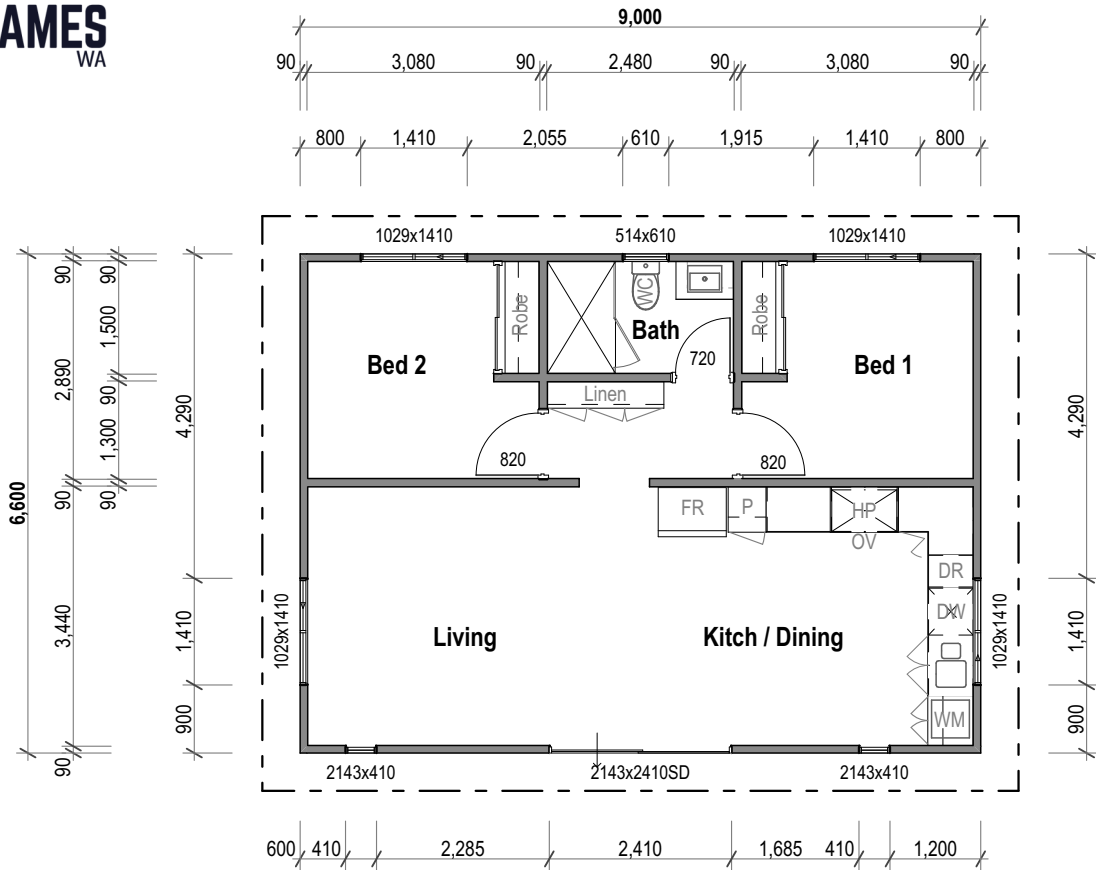 AMES
WA
9,000
90 3,080 90 2,480 90 3,080 90
800 1,410 2,055 610 1,915 1,410 800
1029x1410 514x610 1029x1410
6,600
90 2,890 90 3,440 90
90 1,500 90 1,300 90
4,290 1,410 900
4,290 1,410 900
Robe
WC
Robe
Bath
Bed 2
720
Bed 1
Linen
820
820
FR P HP
OV
DR
DW
1029x1410
1029x1410
Living Kitch / Dining
WM
2143x410 2143x2410SD 2143x410
600 410 2,285 2,410 1,685 410 1,200